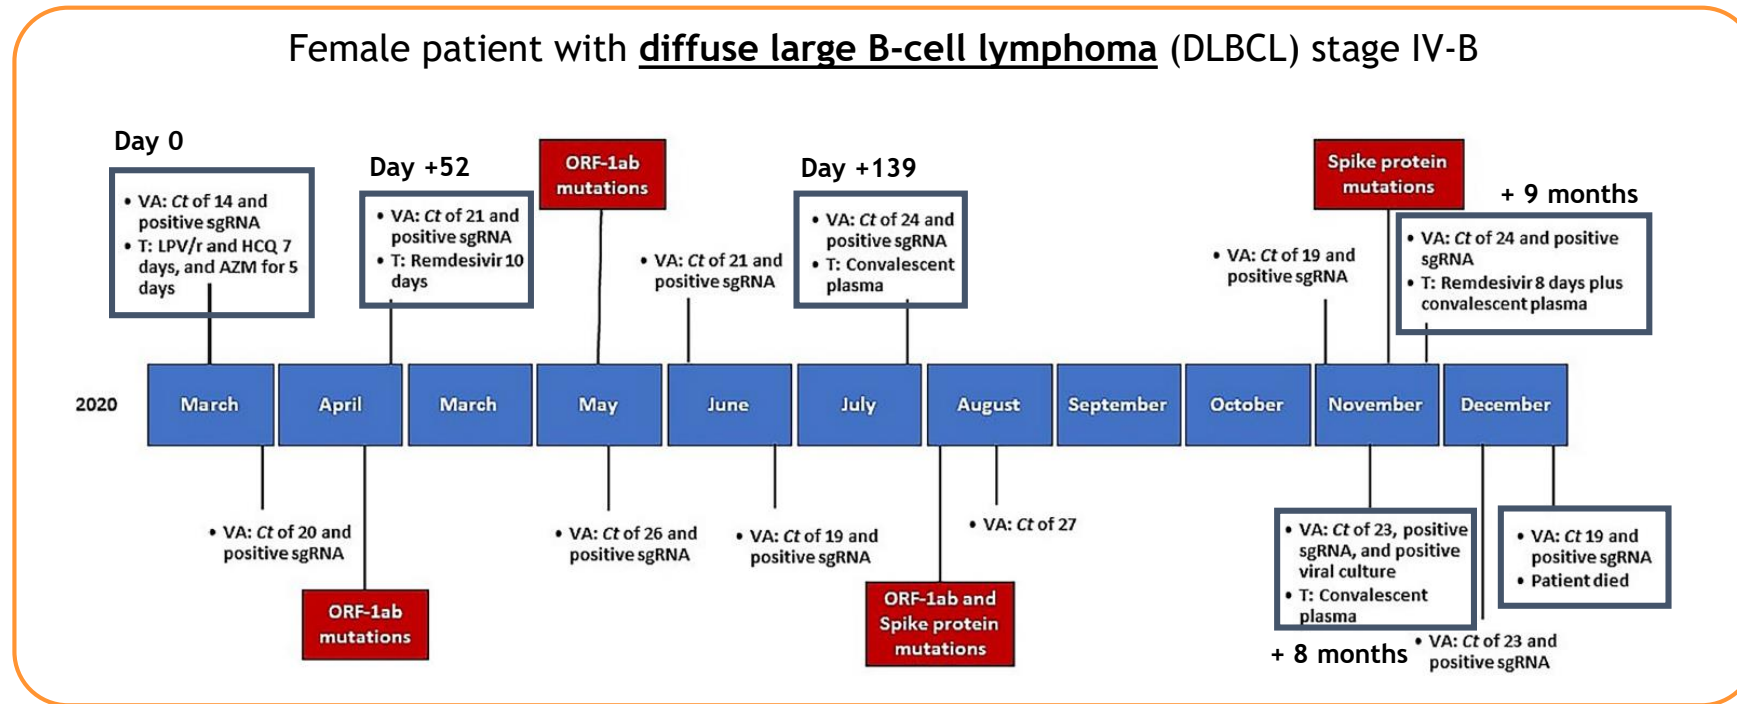 Female patient with diffuse large B-cell lymphoma (DLBCL) stage IV-B
Day 0
• VA: Ct of 14 and
positive sgRNA
• T: LPV/r and HCQ 7
days, and AZM for 5
days
Day +52
• VA: Ct of 21 and
positive sgRNA
• T: Remdesivir 10
days
ORF-1ab
mutations
• VA: Ct of 21 and
positive sgRNA
Day +139
• VA: Ct of 24 and
positive sgRNA
• T: Convalescent
plasma
• VA: Ct of 19 and
positive sgRNA
Spike protein
mutations
+ 9 months
• VA: Ct of 24 and positive
sgRNA
• T: Remdesivir 8 days plus
convalescent plasma
2020
March
April
March
May
June
July
August
September
October
November
December
• VA: Ct of 20 and
positive sgRNA
ORF-1ab
mutations
• VA: Ct of 26 and
positive sgRNA
• VA: Ct of 19 and
positive sgRNA
ORF-1ab and
Spike protein
mutations
• VA: Ct of 27
• VA: Ct of 23, positive
sgRNA, and positive
viral culture
• T: Convalescent
plasma
+ 8 months
• VA: Ct of 23 and
positive sgRNA
• VA: Ct 19 and
positive sgRNA
• Patient died